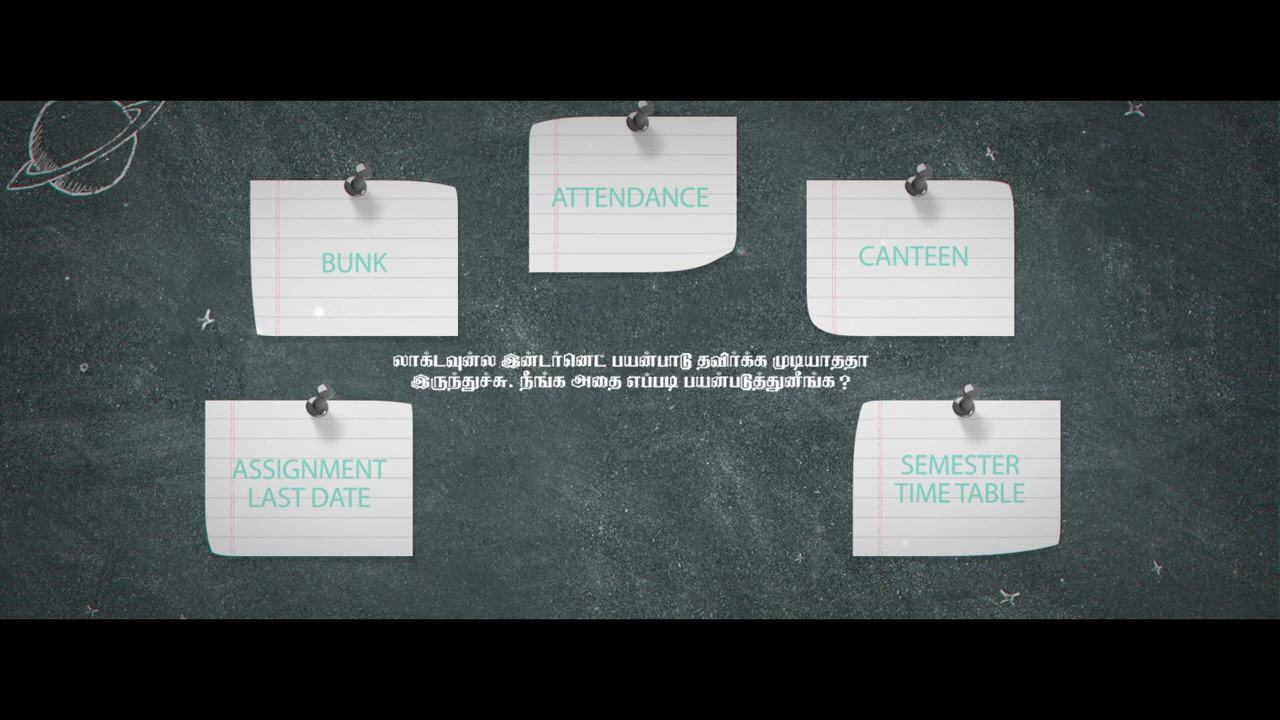 ATTENDANCE
BUNK
CANTEEN
லாக்டவுன்ல இன்டர்னெட் பயன்பாடு தவிர்க்க முடியாததா
இருந்துச்சு. நீங்க அதை எப்படி பயன்படுத்துனீங்க ?
ASSIGNMENT
LAST DATE
SEMESTER
TIME TABLE